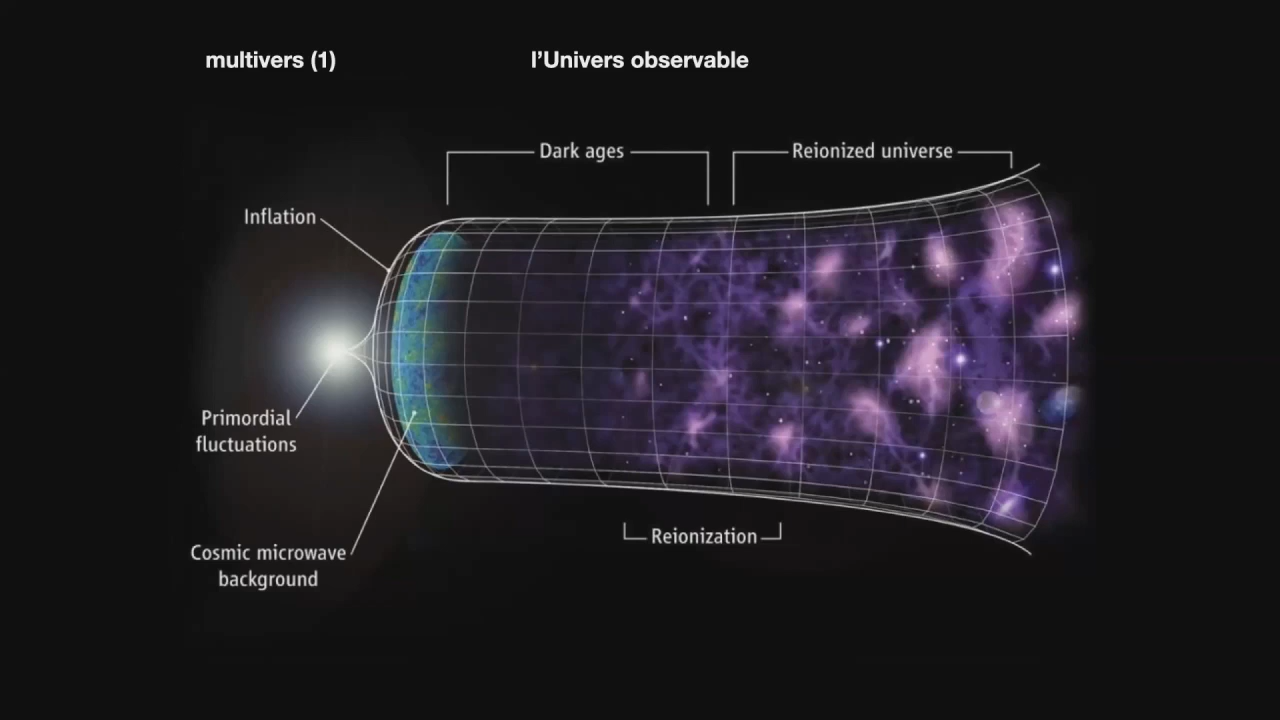 multivers (1)
l’Univers observable
Dark ages
Reionized universe
Inflation
Primordial
fluctuations
Reionization
Cosmic microwave
background